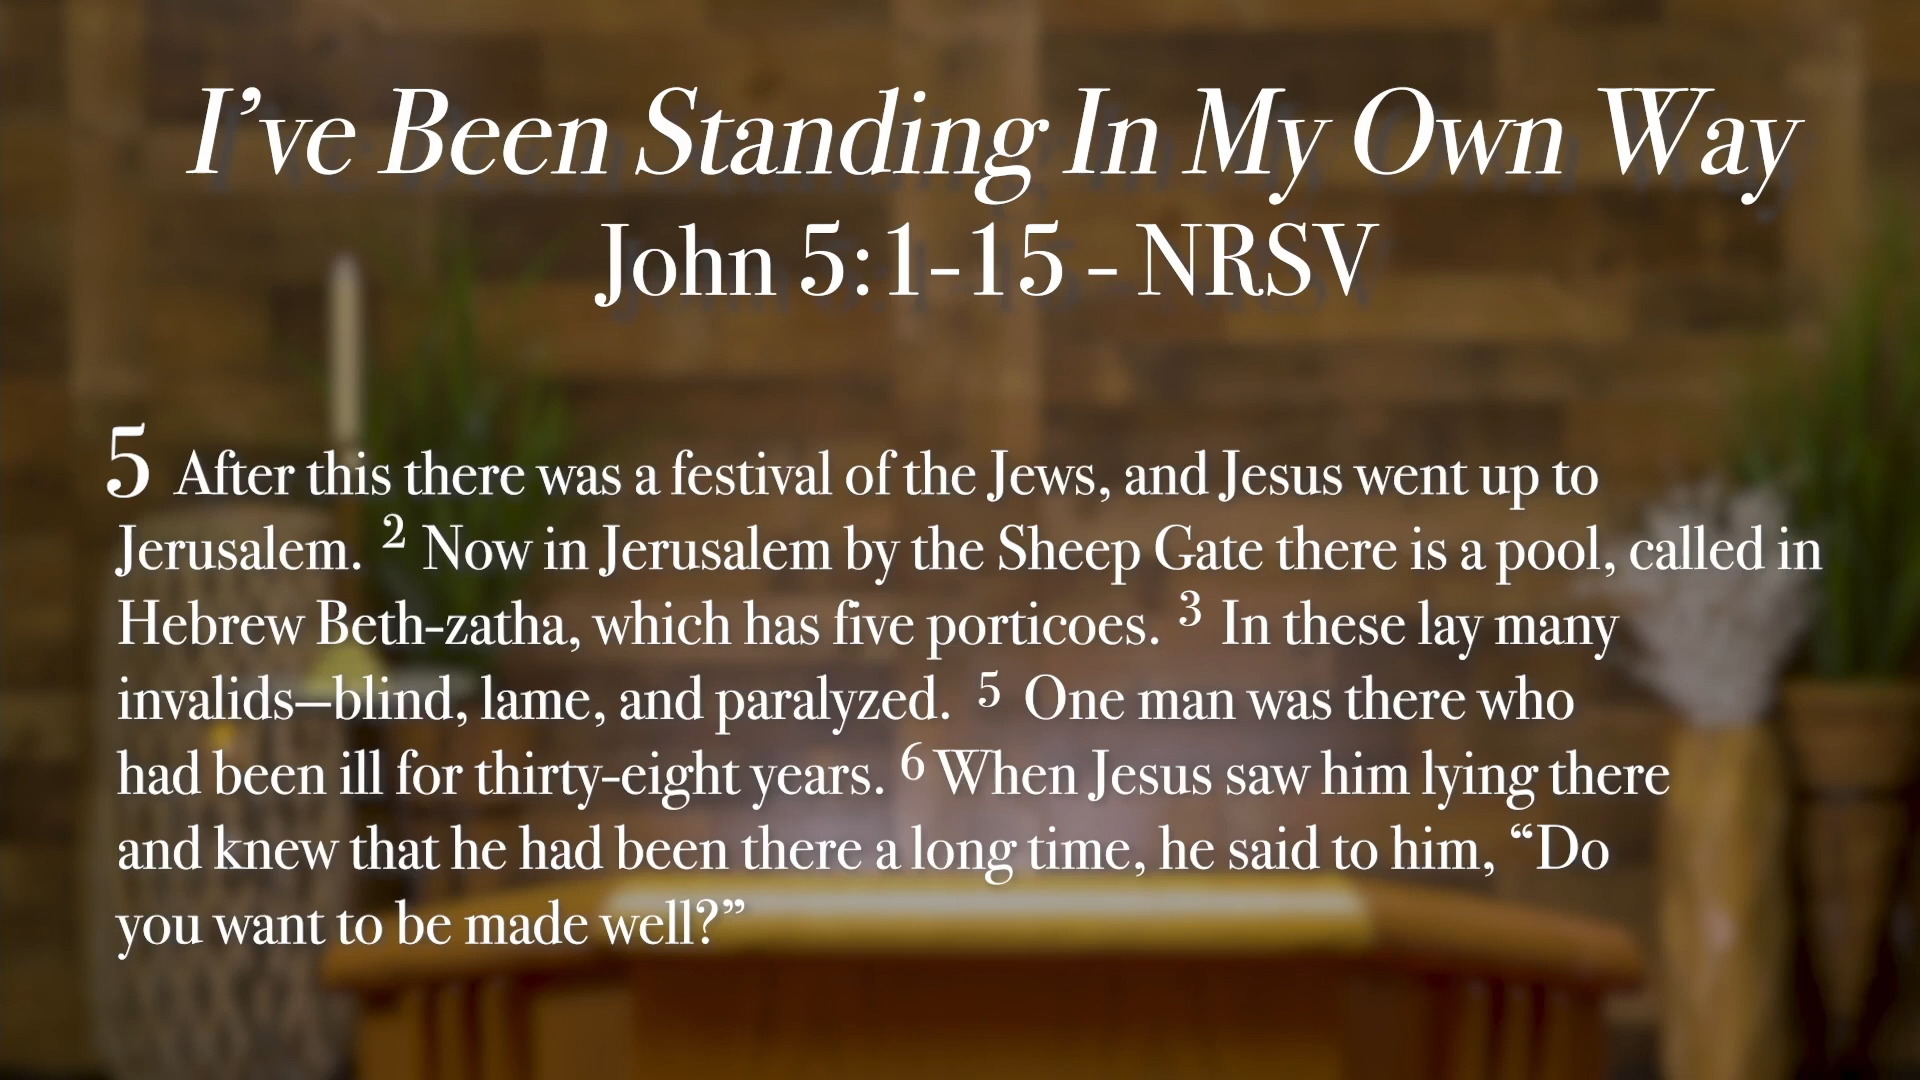 I’ve Been Standing In My Own Way
John 5:1-15 - NRSV
5 After this there was a festival of the Jews, and Jesus went up to
Jerusalem. 2 Now in Jerusalem by the Sheep Gate there is a pool, called in
Hebrew Beth-zatha, which has five porticoes. 3 In these lay many
invalids—blind, lame, and paralyzed. 5 One man was there who
had been ill for thirty-eight years. 6 When Jesus saw him lying there
and knew that he had been there a long time, he said to him, “Do
you want to be made well?”